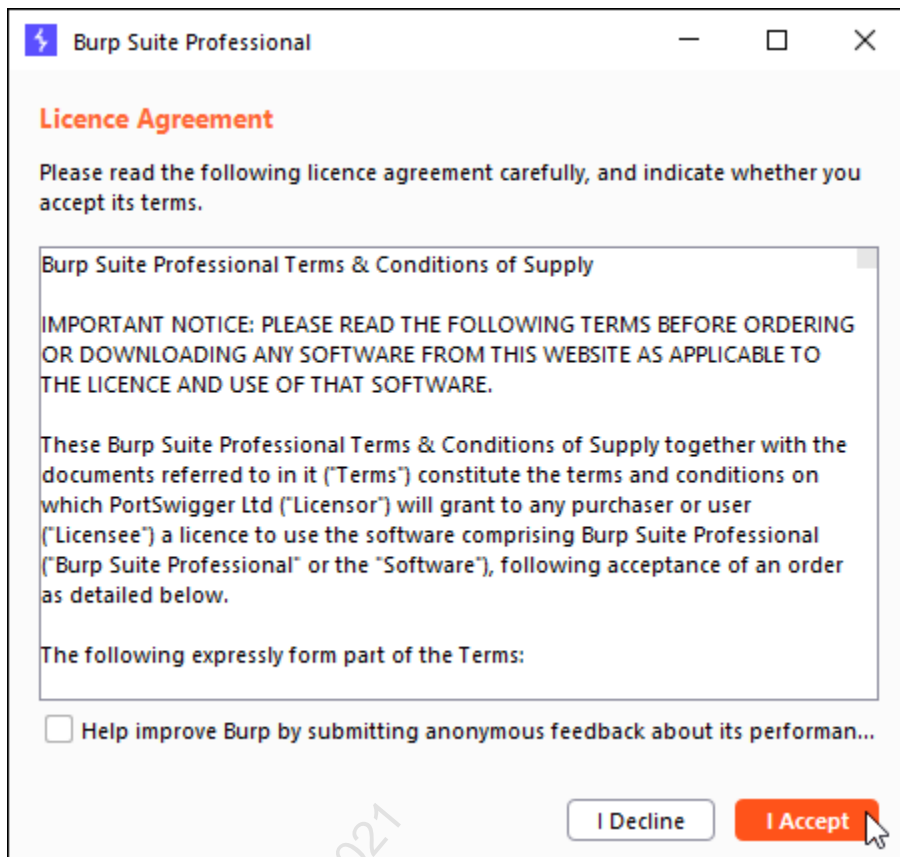 Burp Suite Professional
Licence Agreement
Please read the following licence agreement carefully, and indicate whether you
accept its terms.
Burp Suite Professional Terms & Conditions of Supply
IMPORTANT NOTICE: PLEASE READ THE FOLLOWING TERMS BEFORE ORDERING
OR DOWNLOADING ANY SOFTWARE FROM THIS WEBSITE AS APPLICABLE TO
THE LICENCE AND USE OF THAT SOFTWARE.
These Burp Suite Professional Terms & Conditions of Supply together with the
documents referred to in it ("Terms") constitute the terms and conditions on
which PortSwigger Ltd ("Licensor") will grant to any purchaser or user
("Licensee") a licence to use the software comprising Burp Suite Professional
("Burp Suite Professional" or the "Software"), following acceptance of an order
as detailed below.
The following expressly form part of the Terms:
Help improve Burp by submitting anonymous feedback about its performan...
I Decline
I Accept
2021